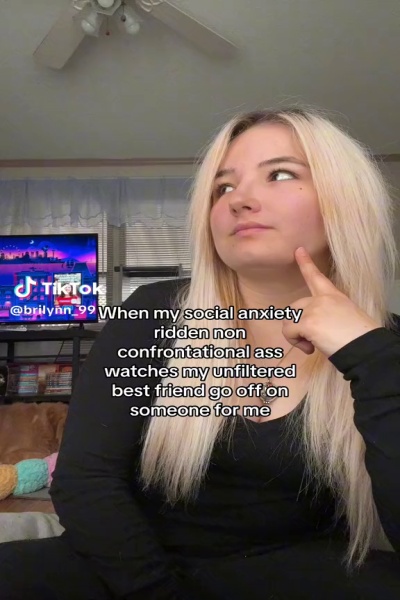 TikTok
@brilynn_99
When my social anxiety
ridden non
confrontational ass
watches my unfiltered
best friend go off on
someone for me